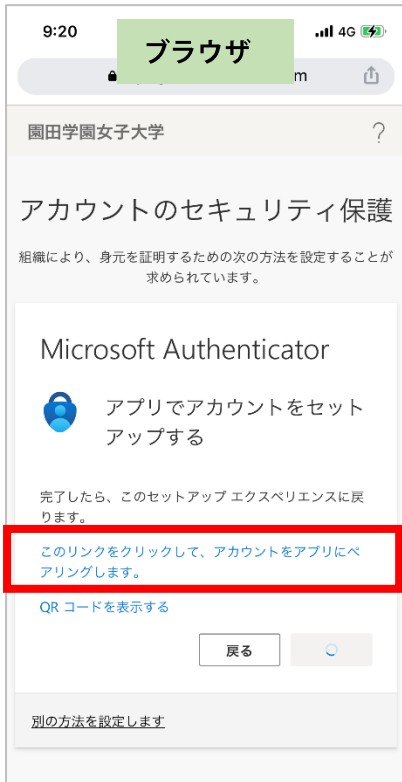 9:20
ブラウザ
4G
m
園田学園女子大学
?
アカウントのセキュリティ保護
組織により、身元を証明するための次の方法を設定することが
求められています。
Microsoft Authenticator
アプリでアカウントをセット
アップする
完了したら、このセットアップ エクスペリエンスに戻
ります。
このリンクをクリックして、アカウントをアプリにペ
アリングします。
QR コードを表示する
戻る
別の方法を設定します